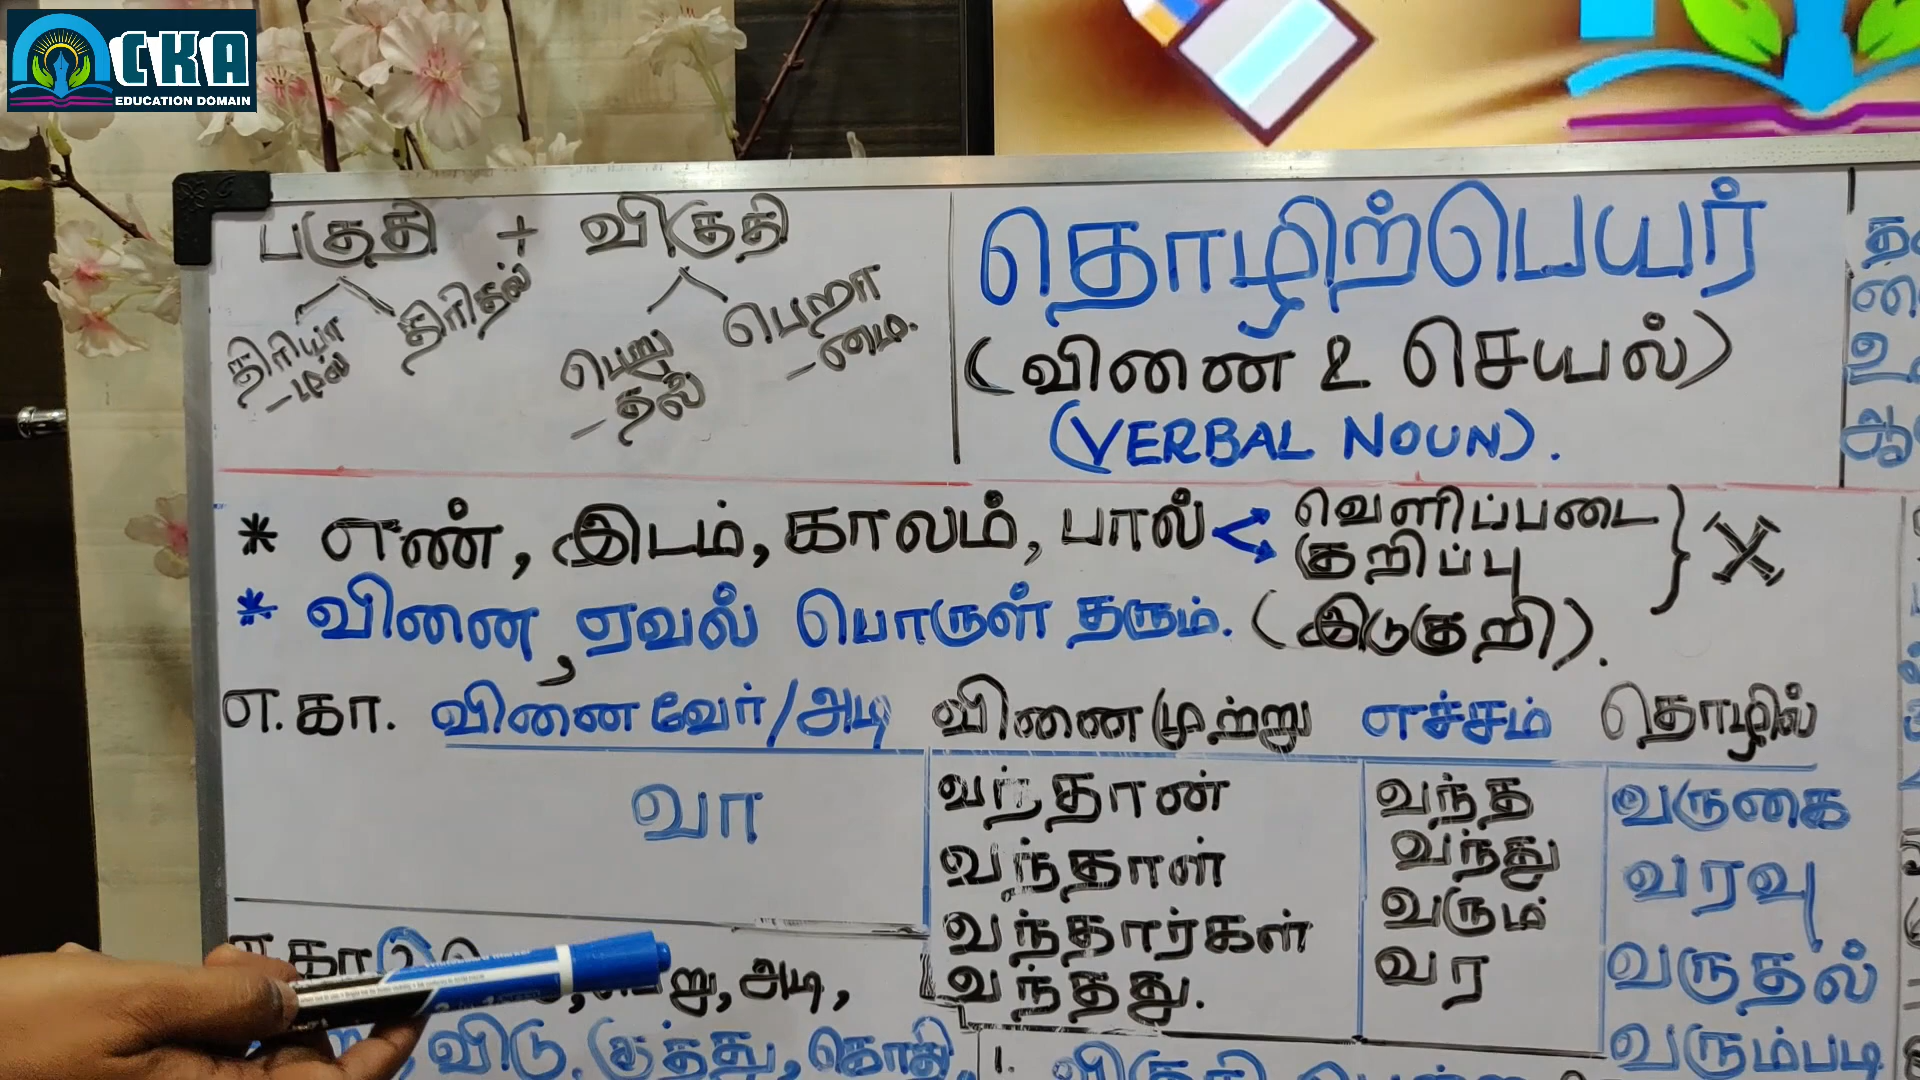 CKA
EDUCATION DOMAIN
பகுதி + விகுதி
திரியா
–மல்
திரிதல்
பெறு
–தல்
பெறா
–மை.
தொழிற்பெயர்
(வினை & செயல்)
(VERBAL NOUN).
* எண், இடம், காலம், பால்
வெளிப்படை
குறிப்பு
X
* வினை, ஏவல் பொருள் தரும். (இடுகுறி).
எ.கா. வினை வேர்/அடி வினைமுற்று எச்சம் தொழில்
வா
வந்தான்
வந்தாள்
வந்தார்கள்
வந்தது.
வந்த
வந்து
வரும்
வர
வருகை
வரவு
வருதல்
வரும்படி
எ.கா
அடி,
விடு, குத்து,
1. விகுதி